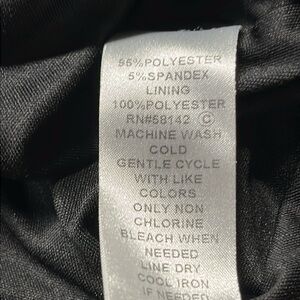 95%POLYESTER
5%SPANDEX
LINING
100%POLYESTER
RN#58142 Ⓒ
MACHINE WASH
COLD
GENTLE CYCLE
WITH LIKE
COLORS
ONLY NON
CHLORINE
BLEACH WHEN
NEEDED
LINE DRY
COOL IRON
IF NEEDED